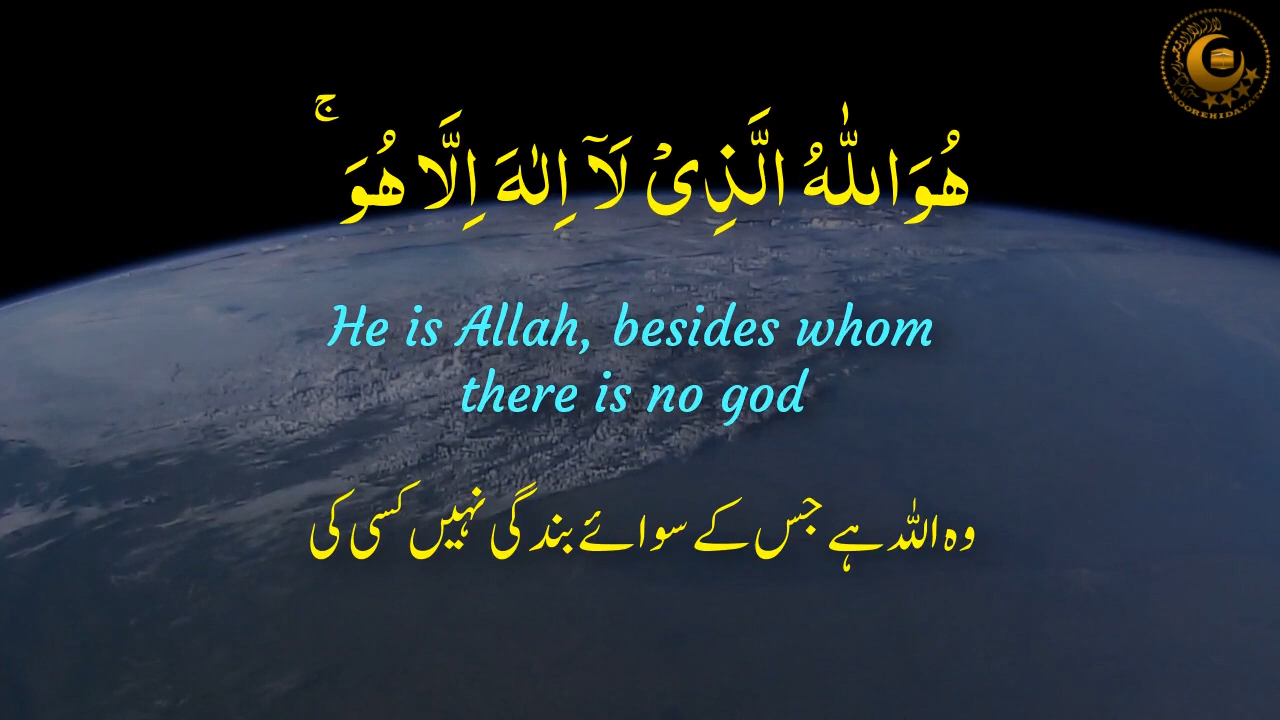 هُوَ اللّٰهُ الَّذِىْ لَآ اِلٰهَ اِلَّا هُوَ ۚ
He is Allah, besides whom
there is no god
وہ اللہ ہے جس کے سوائے بندگی نہیں کسی کی
NOOREHIDAYAT